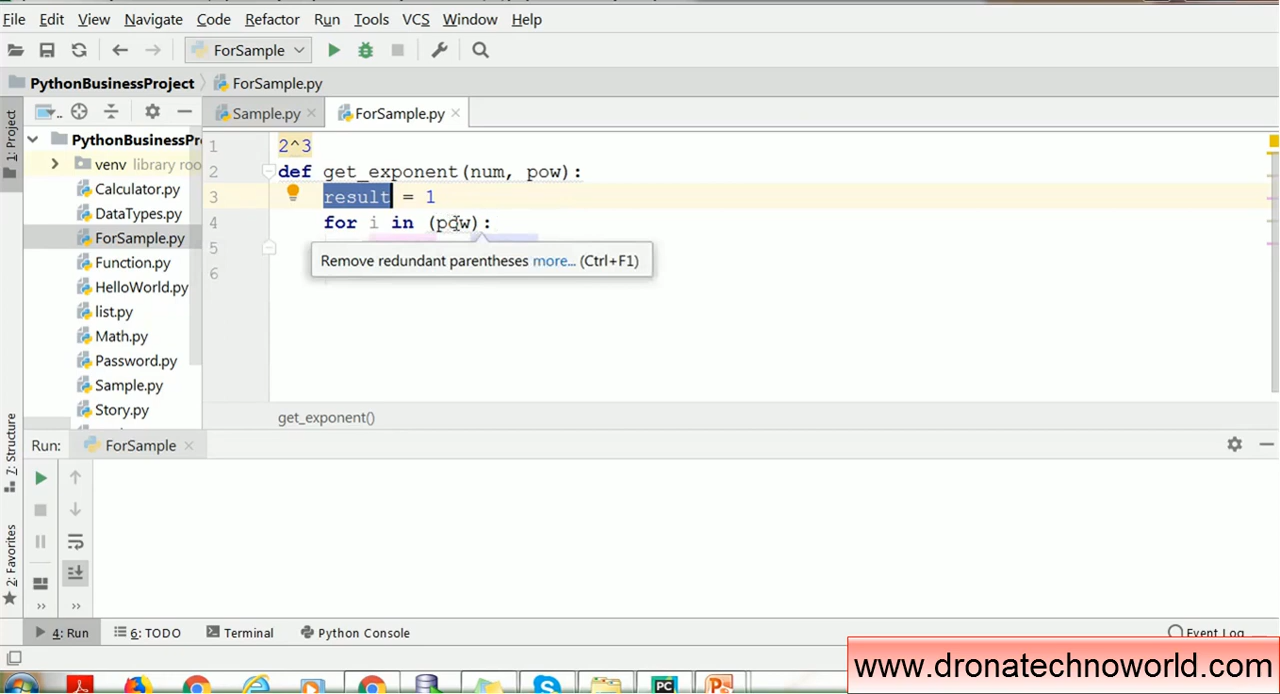 File Edit View Navigate Code Refactor Run Tools VCS Window Help
ForSample
PythonBusinessProject ForSample.py
1: Project
Sample.py
ForSample.py
PythonBusinessPr
venv library roo
Calculator.py
DataTypes.py
ForSample.py
Function.py
HelloWorld.py
list.py
Math.py
Password.py
Sample.py
Story.py
1 2^3
2 def get_exponent(num, pow):
3 result = 1
4 for i in (pow):
5
6
Remove redundant parentheses more... (Ctrl+F1)
get_exponent()
Z: Structure
2: Favorites
Run: ForSample
4: Run 6: TODO Terminal Python Console Event Log
www.dronatechnoworld.com
PC